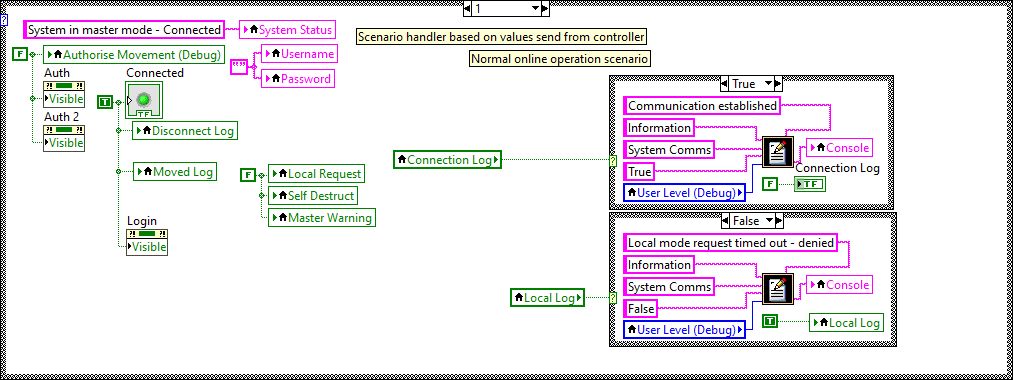 1
?
System in master mode - Connected
System Status
Scenario handler based on values send from controller
F
Authorise Movement (Debug)
Normal online operation scenario
""
Username
Password
Auth
?! ?!
Visible
Auth 2
?! ?!
Visible
T
Connected
TF
Disconnect Log
Moved Log
F
Local Request
Self Destruct
Master Warning
Login
?! ?!
Visible
Connection Log
?
True
Communication established
Information
System Comms
True
User Level (Debug)
Console
Connection Log
F
TF
Local Log
?
False
Local mode request timed out - denied
Information
System Comms
False
User Level (Debug)
Console
T
Local Log